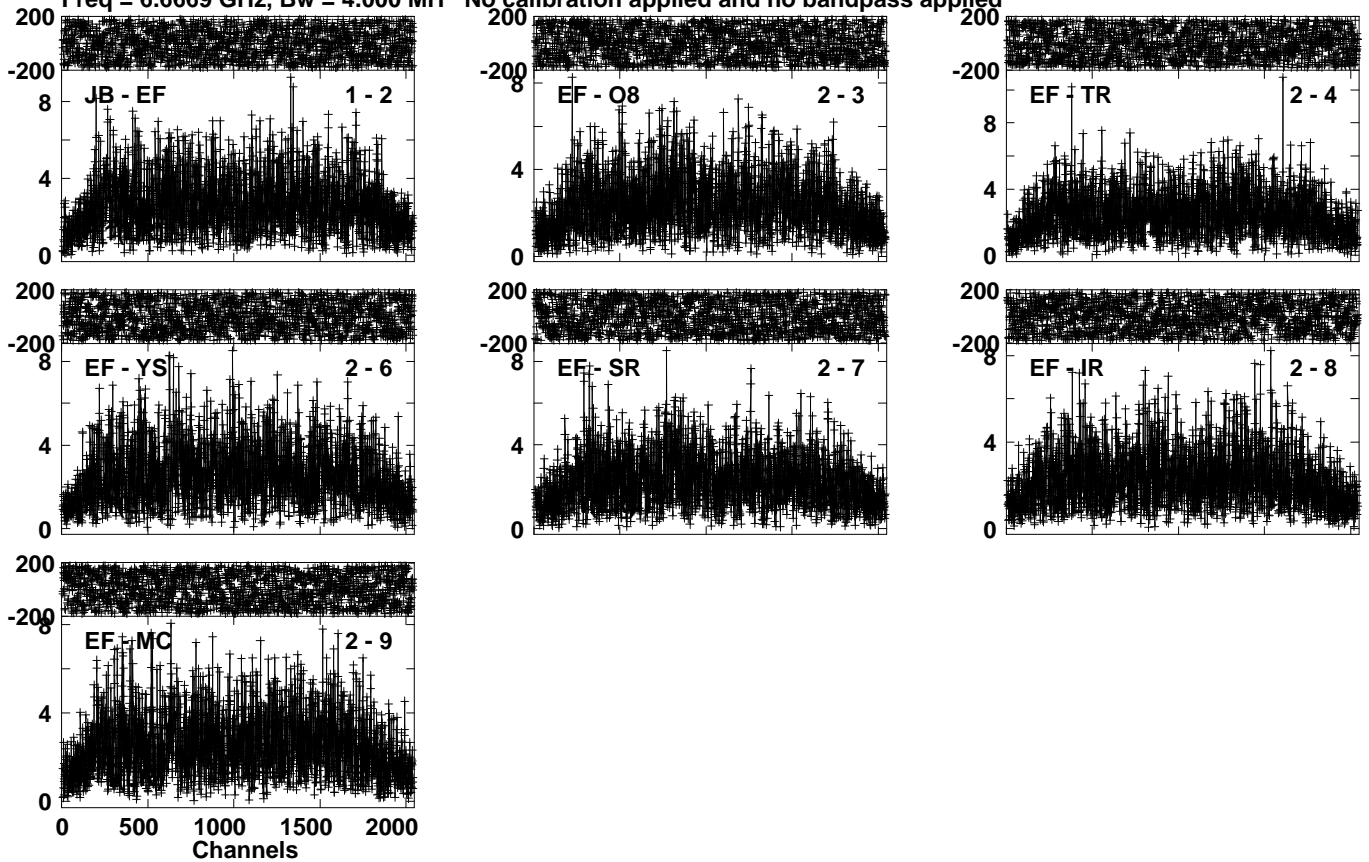 Freq = 6.6669 GHz, Bw = 4.000 MH No calibration applied and no bandpass applied
200 200 200
-200 -200 -200
JB - EF 1 - 2 EF - O8 2 - 3 EF - TR 2 - 4
8 8 8
4 4 4
0 0 0
200 200 200
-200 -200 -200
EF - YS 2 - 6 EF - SR 2 - 7 EF - IR 2 - 8
8 8 8
4 4 4
0 0 0
200
-200
8
EF - MC 2 - 9
4
0
0 500 1000 1500 2000
Channels